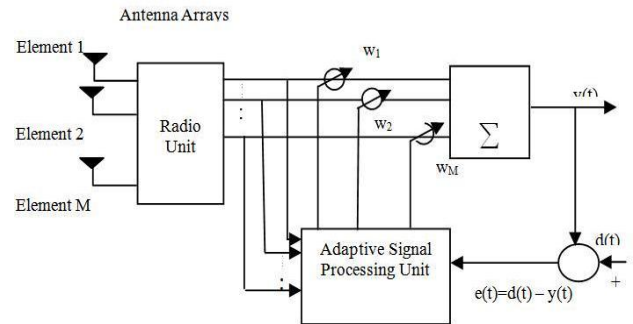 Antenna Arrays
Element 1
Element 2
Element M
Radio
Unit
w1
w2
wM
∑
y(t)
Adaptive Signal
Processing Unit
d(t)
+
e(t)=d(t) – y(t)